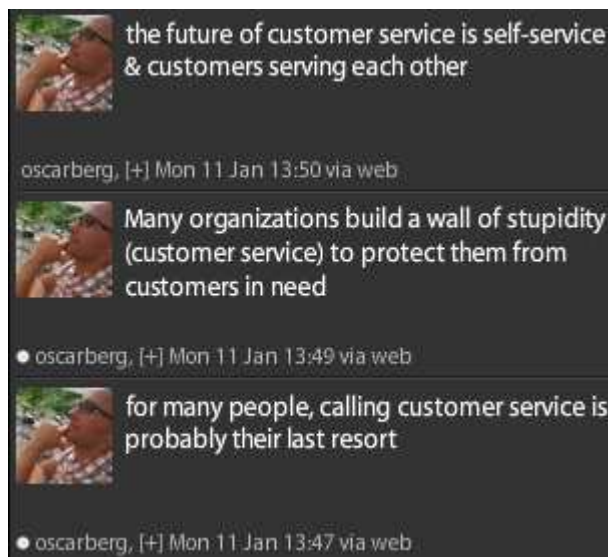 the future of customer service is self-service
& customers serving each other
oscarberg, [+] Mon 11 Jan 13:50 via web
Many organizations build a wall of stupidity
(customer service) to protect them from
customers in need
oscarberg, [+] Mon 11 Jan 13:49 via web
for many people, calling customer service is
probably their last resort
oscarberg, [+] Mon 11 Jan 13:47 via web